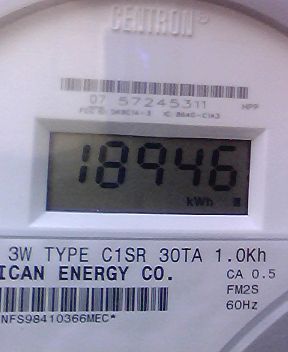 CENTRON®
07 57245311 MPP
18946
kWh
3W TYPE C1SR 30TA 1.0Kh
ICAN ENERGY CO. CA 0.5
FM2S
60Hz
NFS98410366MEC*